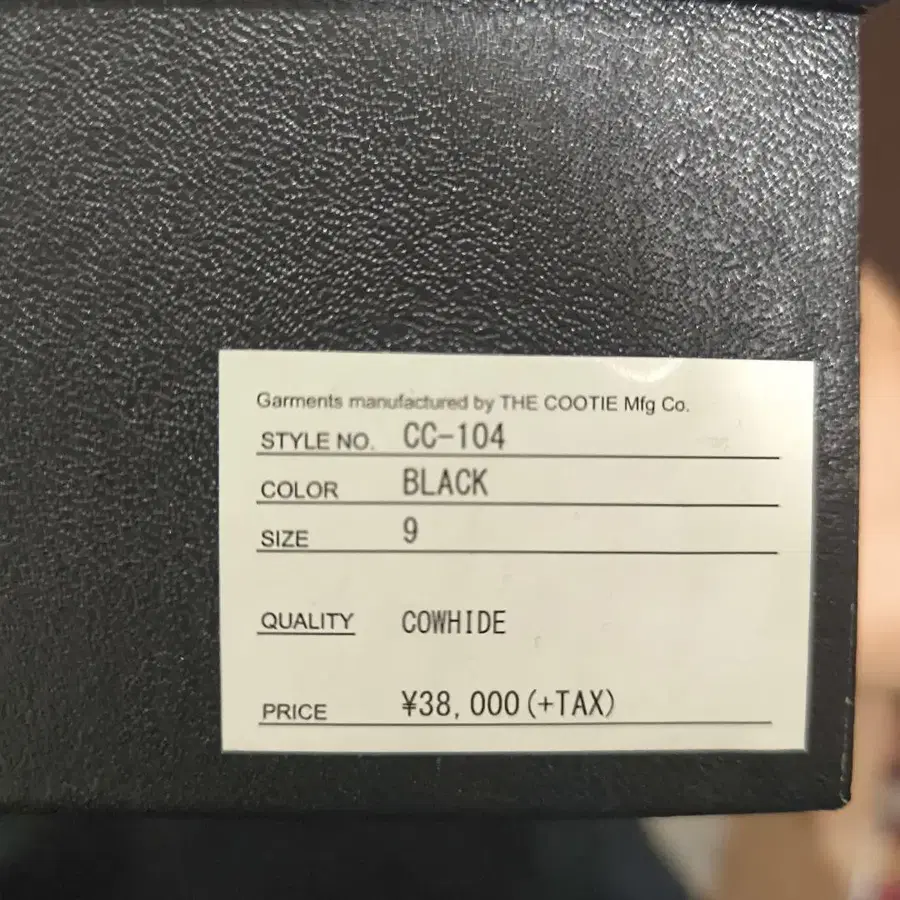 Garments manufactured by THE COOTIE Mfg Co.
STYLE NO. CC-104
COLOR BLACK
SIZE 9
QUALITY COWHIDE
PRICE ¥38,000(+TAX)